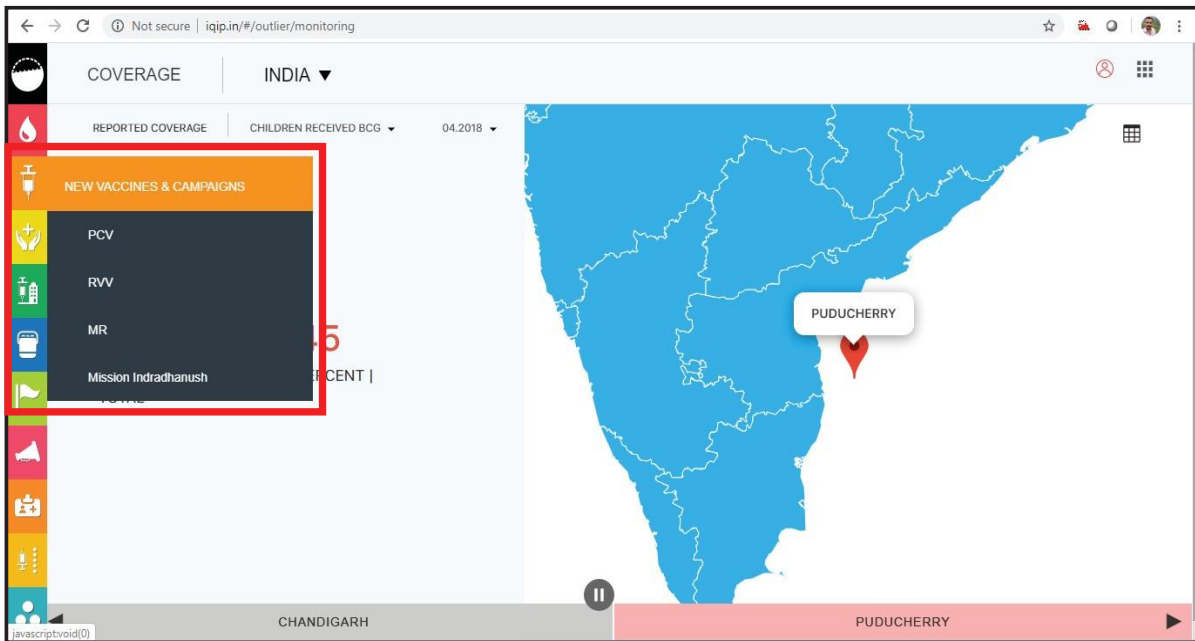 Not secure | iqip.in/#/outlier/monitoring
COVERAGE
INDIA ▼
REPORTED COVERAGE
CHILDREN RECEIVED BCG
04.2018
NEW VACCINES & CAMPAIGNS
PCV
RVV
MR
Mission Indradhanush
PUDUCHERRY
CHANDIGARH
PUDUCHERRY
javascript:void(0)